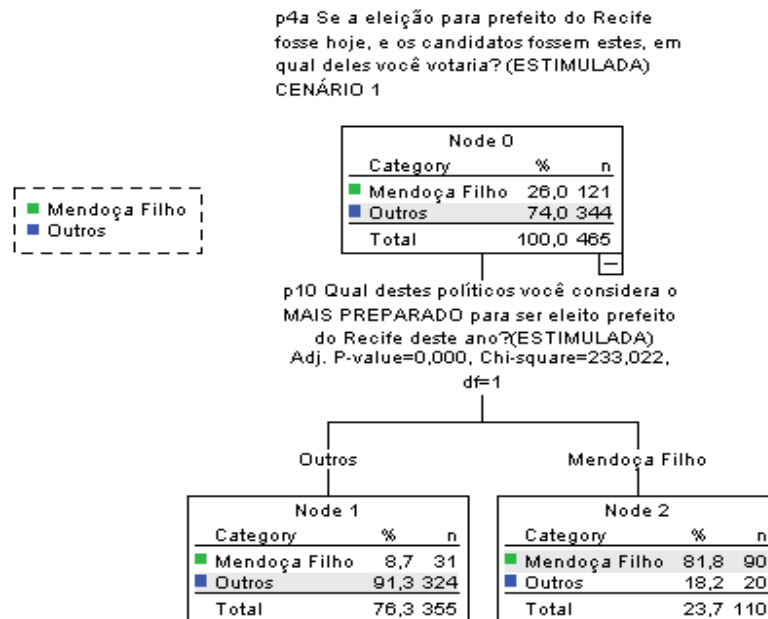 p4a Se a eleição para prefeito do Recife
fosse hoje, e os candidatos fossem estes, em
qual deles você votaria? (ESTIMULADA)
CENÁRIO 1
Mendoça Filho
Outros
Node 0
Category % n
Mendoça Filho 26,0 121
Outros 74,0 344
Total 100,0 465
p10 Qual destes políticos você considera o
MAIS PREPARADO para ser eleito prefeito
do Recife deste ano?(ESTIMULADA)
Adj. P-value=0,000, Chi-square=233,022,
df=1
Outros
Mendoça Filho
Node 1
Category % n
Mendoça Filho 8,7 31
Outros 91,3 324
Total 76,3 355
Node 2
Category % n
Mendoça Filho 81,8 90
Outros 18,2 20
Total 23,7 110